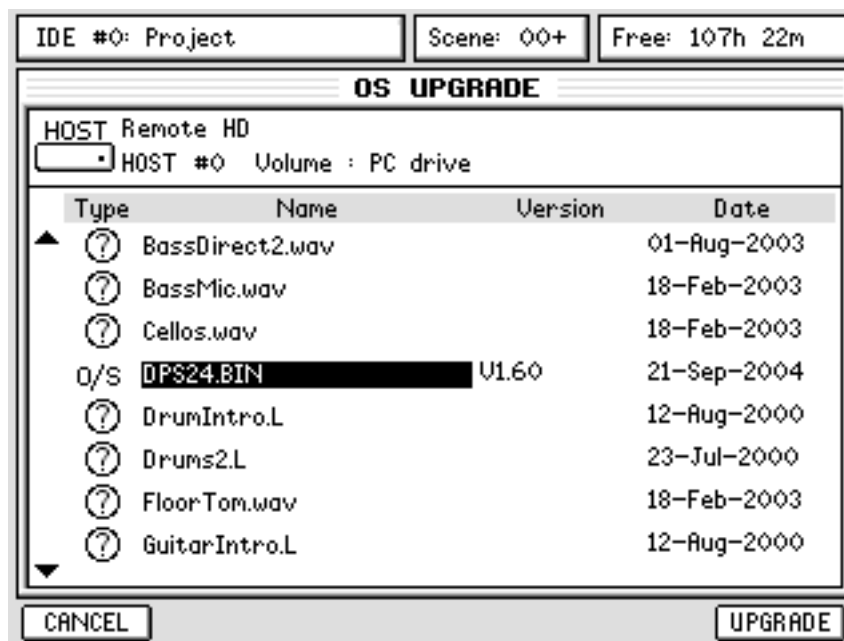 IDE #0: Project Scene: 00+ Free: 107h 22m
OS UPGRADE
HOST Remote HD
HOST #0 Volume : PC drive
Type Name Version Date
? BassDirect2.wav 01-Aug-2003
? BassMic.wav 18-Feb-2003
? Cellos.wav 18-Feb-2003
O/S DPS24.BIN V1.60 21-Sep-2004
? DrumIntro.L 12-Aug-2000
? Drums2.L 23-Jul-2000
? FloorTom.wav 18-Feb-2003
? GuitarIntro.L 12-Aug-2000
CANCEL UPGRADE